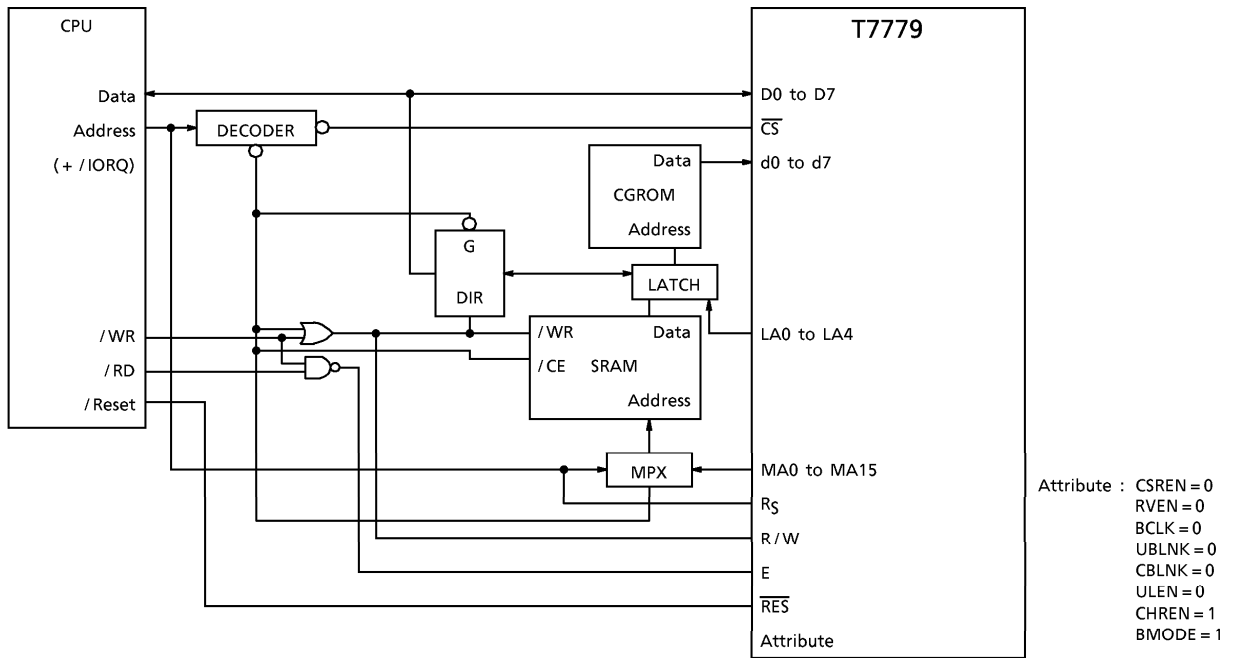 CPU
T7779
Data
D0 to D7
Address
DECODER
CS
(+ /IORQ)
Data
d0 to d7
CGROM
Address
G
LATCH
DIR
/WR
/WR
Data
LA0 to LA4
/RD
/CE
SRAM
/Reset
Address
MPX
MA0 to MA15
RS
R/W
E
RES
Attribute
Attribute : CSREN = 0
RVEN = 0
BCLK = 0
UBLNK = 0
CBLNK = 0
ULEN = 0
CHREN = 1
BMODE = 1